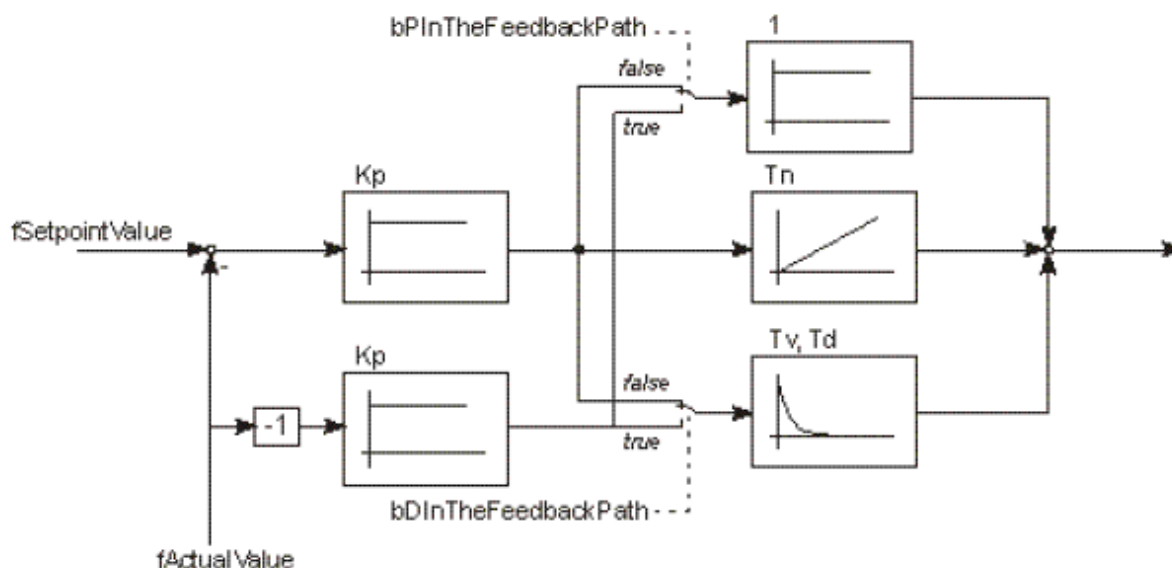 bPInTheFeedbackPath
1
false
true
Kp
Tn
fSetpointValue
-
Kp
Tv, Td
false
-1
true
bDInTheFeedbackPath
fActualValue